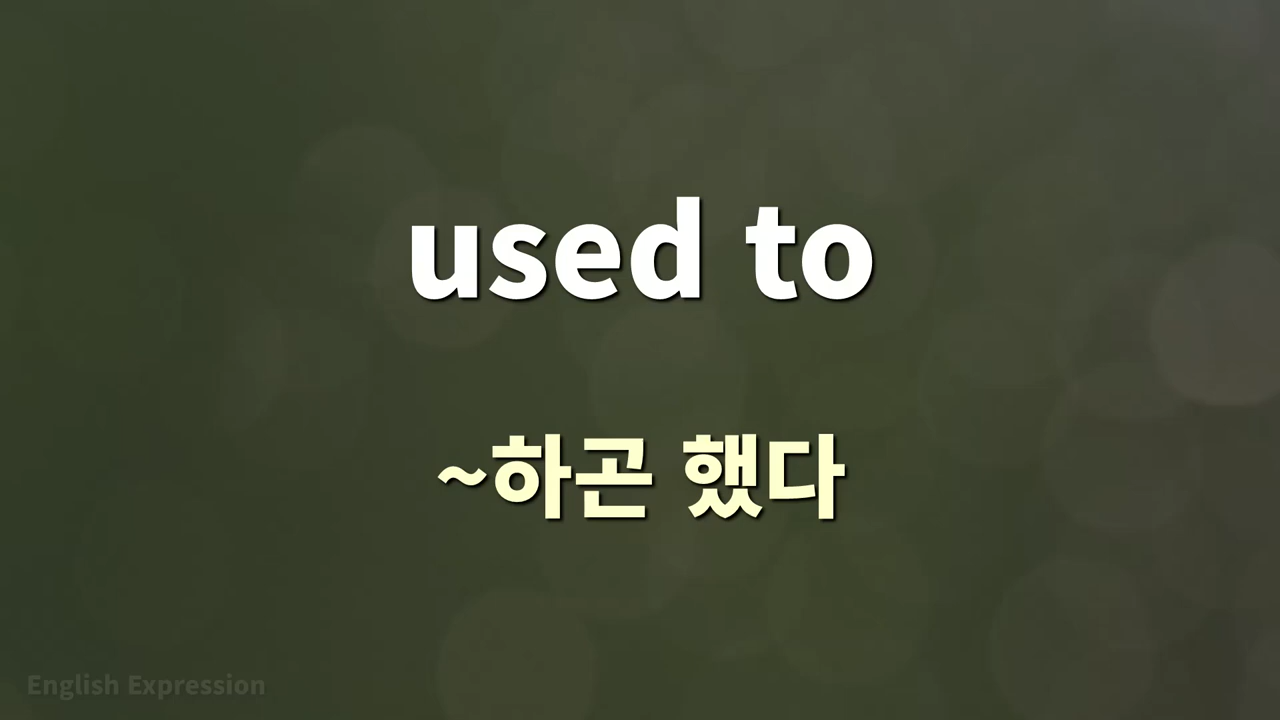 used to
~하곤 했다
English Expression